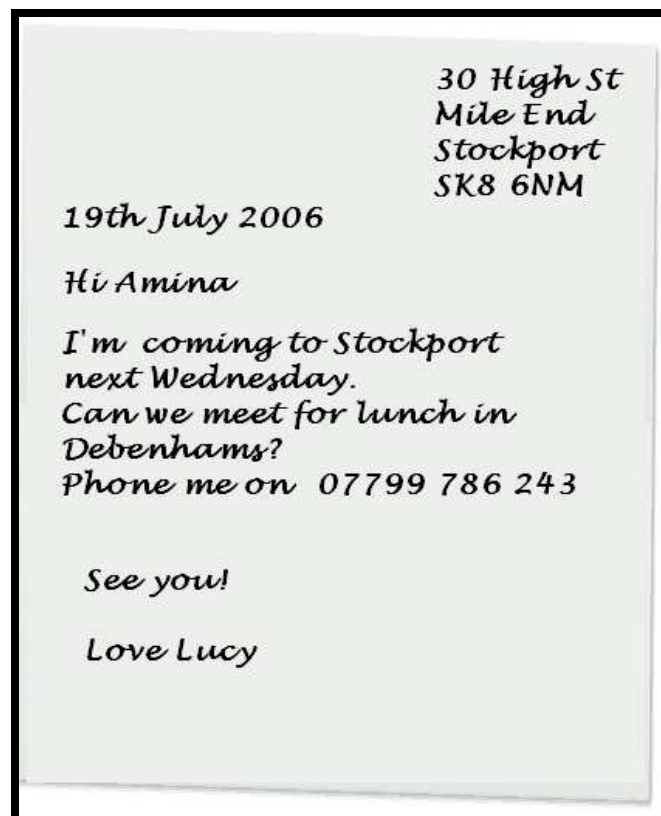 30 High St
Mile End
Stockport
SK8 6NM
19th July 2006
Hi Amina
I'm coming to Stockport
next Wednesday.
Can we meet for lunch in
Debenhams?
Phone me on 07799 786 243
See you!
Love Lucy